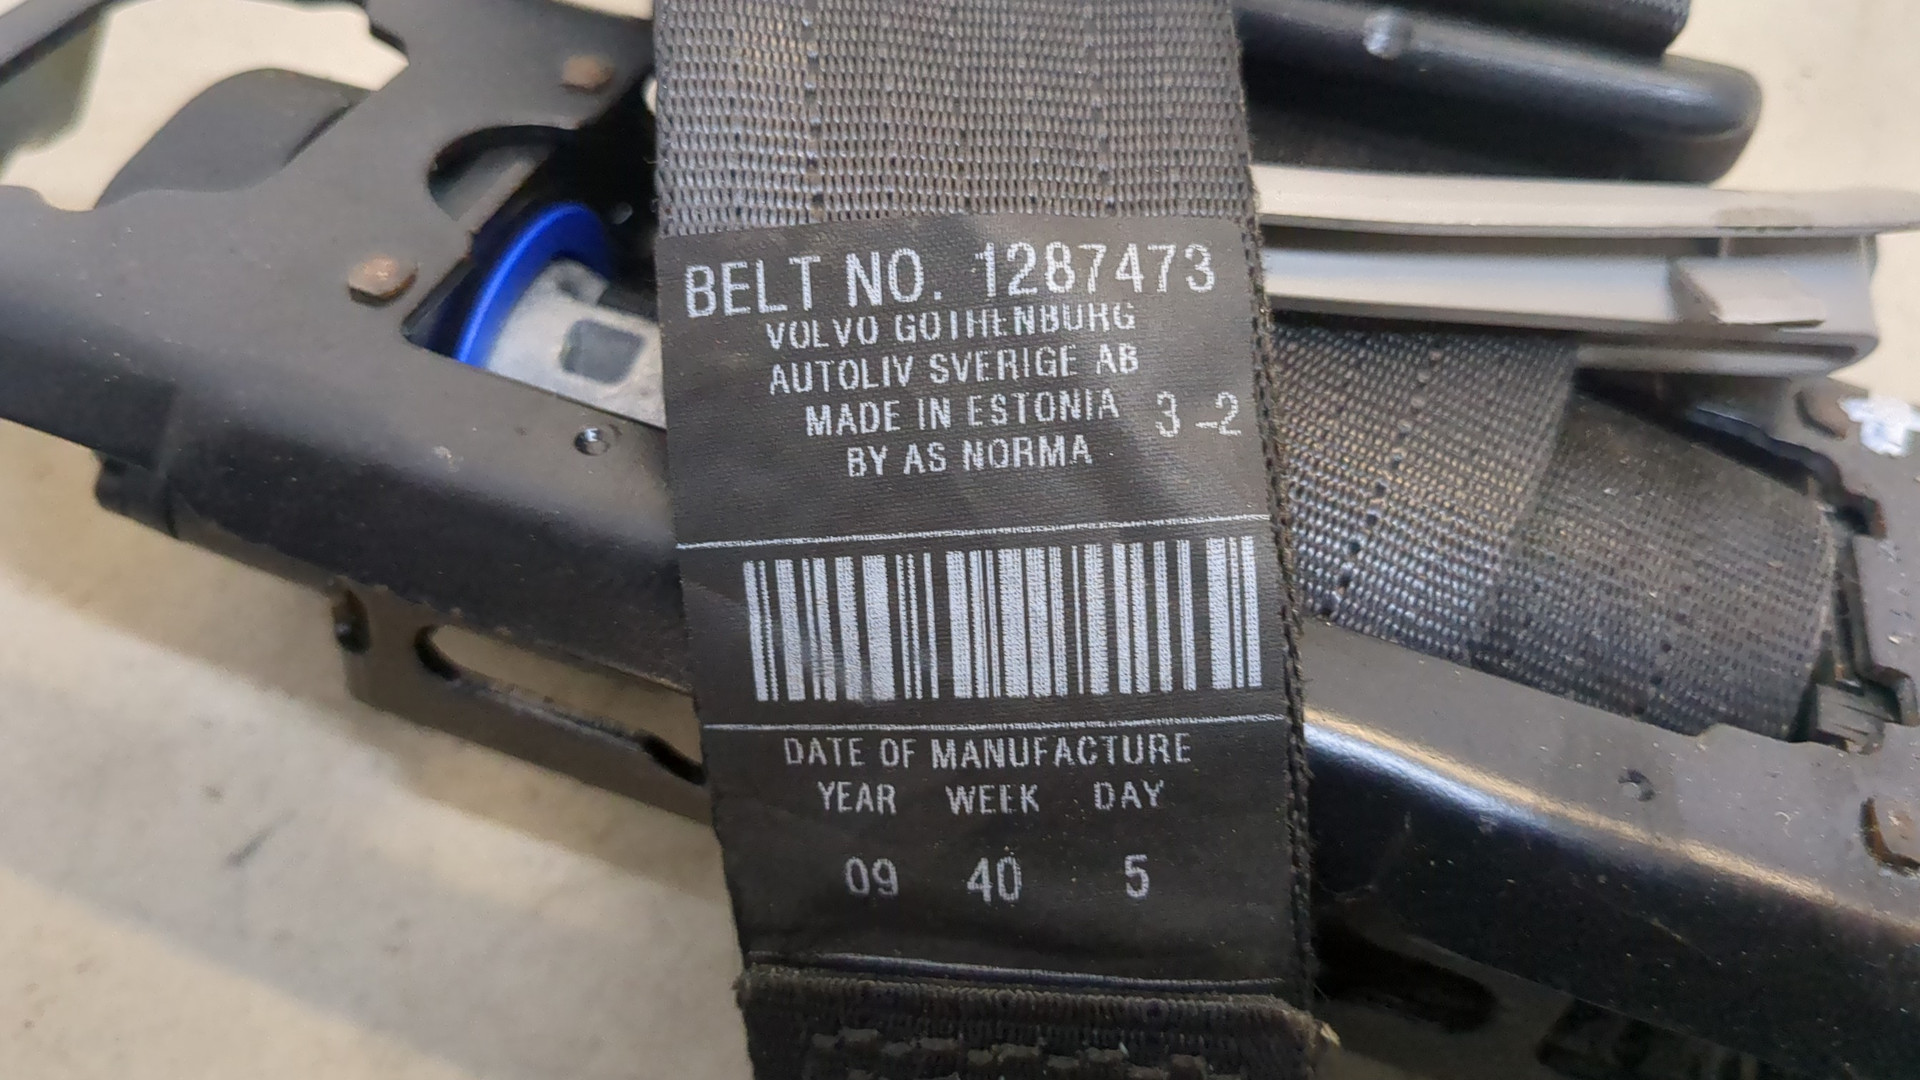 BELT NO. 1287473
VOLVO GOTHENBURG
AUTOLIV SVERIGE AB
MADE IN ESTONIA 3-2
BY AS NORMA
DATE OF MANUFACTURE
YEAR WEEK DAY
09 40 5